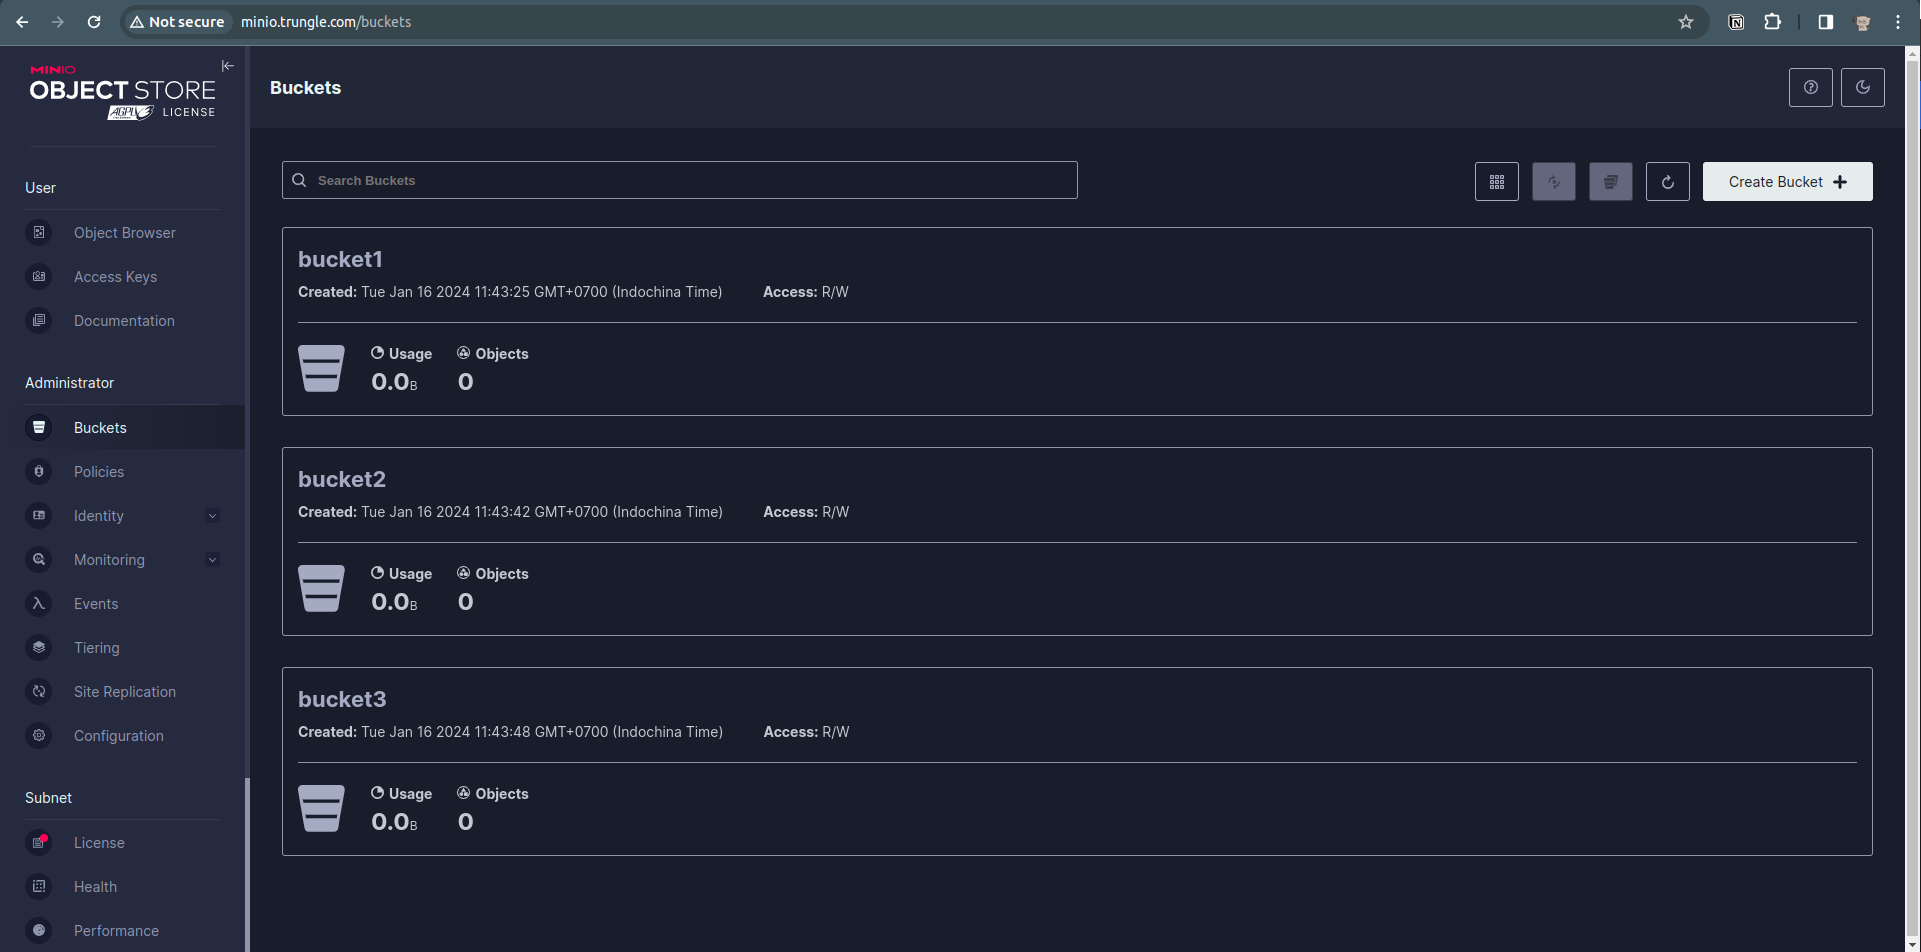 Not secure minio.trungle.com/buckets
MINIO
OBJECT STORE
AGPLv3 LICENSE
User
Object Browser
Access Keys
Documentation
Administrator
Buckets
Policies
Identity
Monitoring
Events
Tiering
Site Replication
Configuration
Subnet
License
Health
Performance
Buckets
Search Buckets
Create Bucket
bucket1
Created: Tue Jan 16 2024 11:43:25 GMT+0700 (Indochina Time) Access: R/W
Usage Objects
0.0B 0
bucket2
Created: Tue Jan 16 2024 11:43:42 GMT+0700 (Indochina Time) Access: R/W
Usage Objects
0.0B 0
bucket3
Created: Tue Jan 16 2024 11:43:48 GMT+0700 (Indochina Time) Access: R/W
Usage Objects
0.0B 0